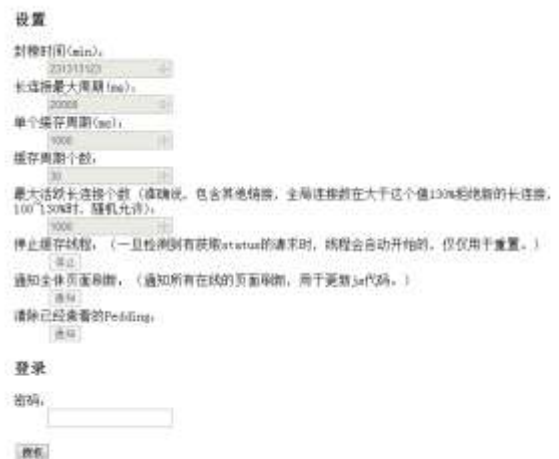 设置
封榜时间(min)。
231313123
长连接最大周期(ms)。
20000
单个缓存周期(ms)。
1000
缓存周期个数。
30
最大活跃长连接个数（准确说，包含其他链接，全局连接数在大于这个值130%拒绝新的长连接，
100~130%时，随机允许）。
1000
停止缓存线程。（一旦检测到有获取status的请求时，线程会自动开始的，仅仅用于重置。）
停止
通知全体页面刷新。（通知所有在线的页面刷新，用于更新js代码。）
通知
清除已经查看的Pedding。
登录
密码。